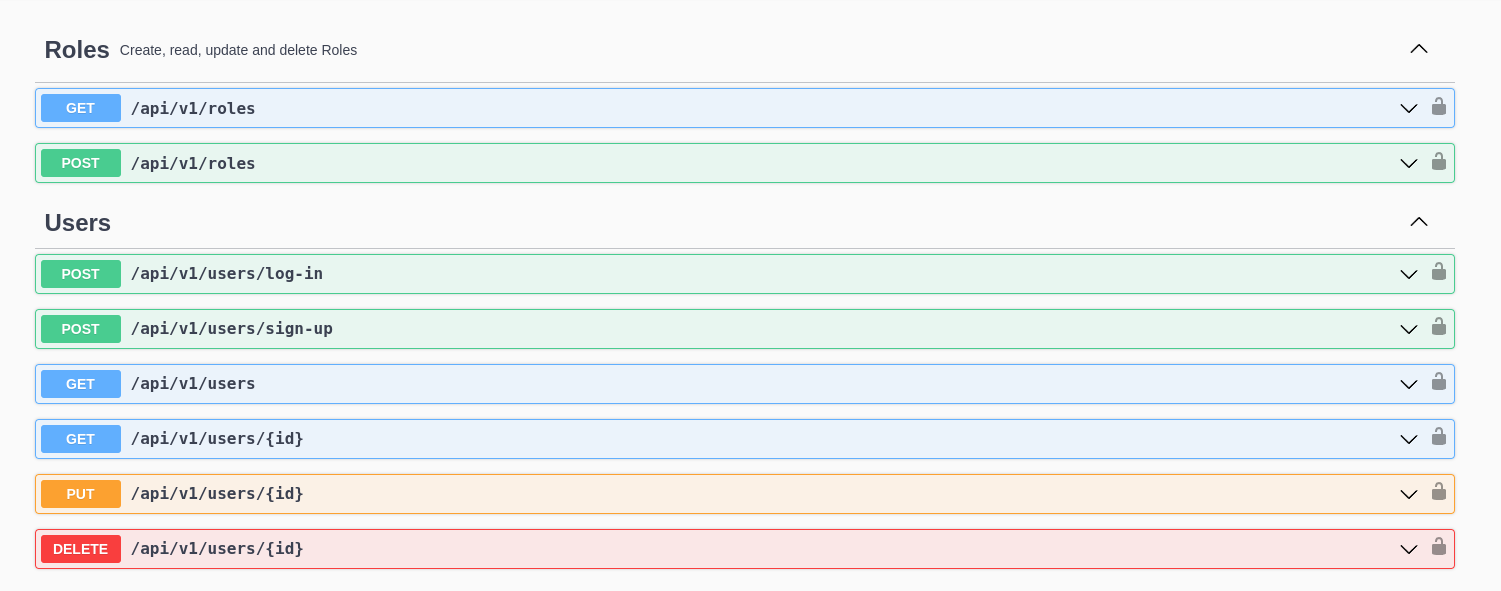 Roles Create, read, update and delete Roles
GET /api/v1/roles
POST /api/v1/roles
Users
POST /api/v1/users/log-in
POST /api/v1/users/sign-up
GET /api/v1/users
GET /api/v1/users/{id}
PUT /api/v1/users/{id}
DELETE /api/v1/users/{id}